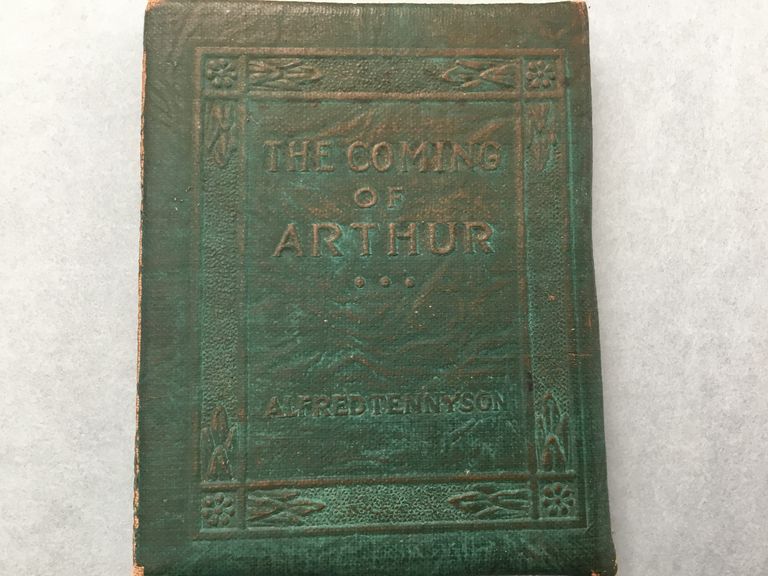 THE COMING
OF
ARTHUR
ALFRED TENNYSON